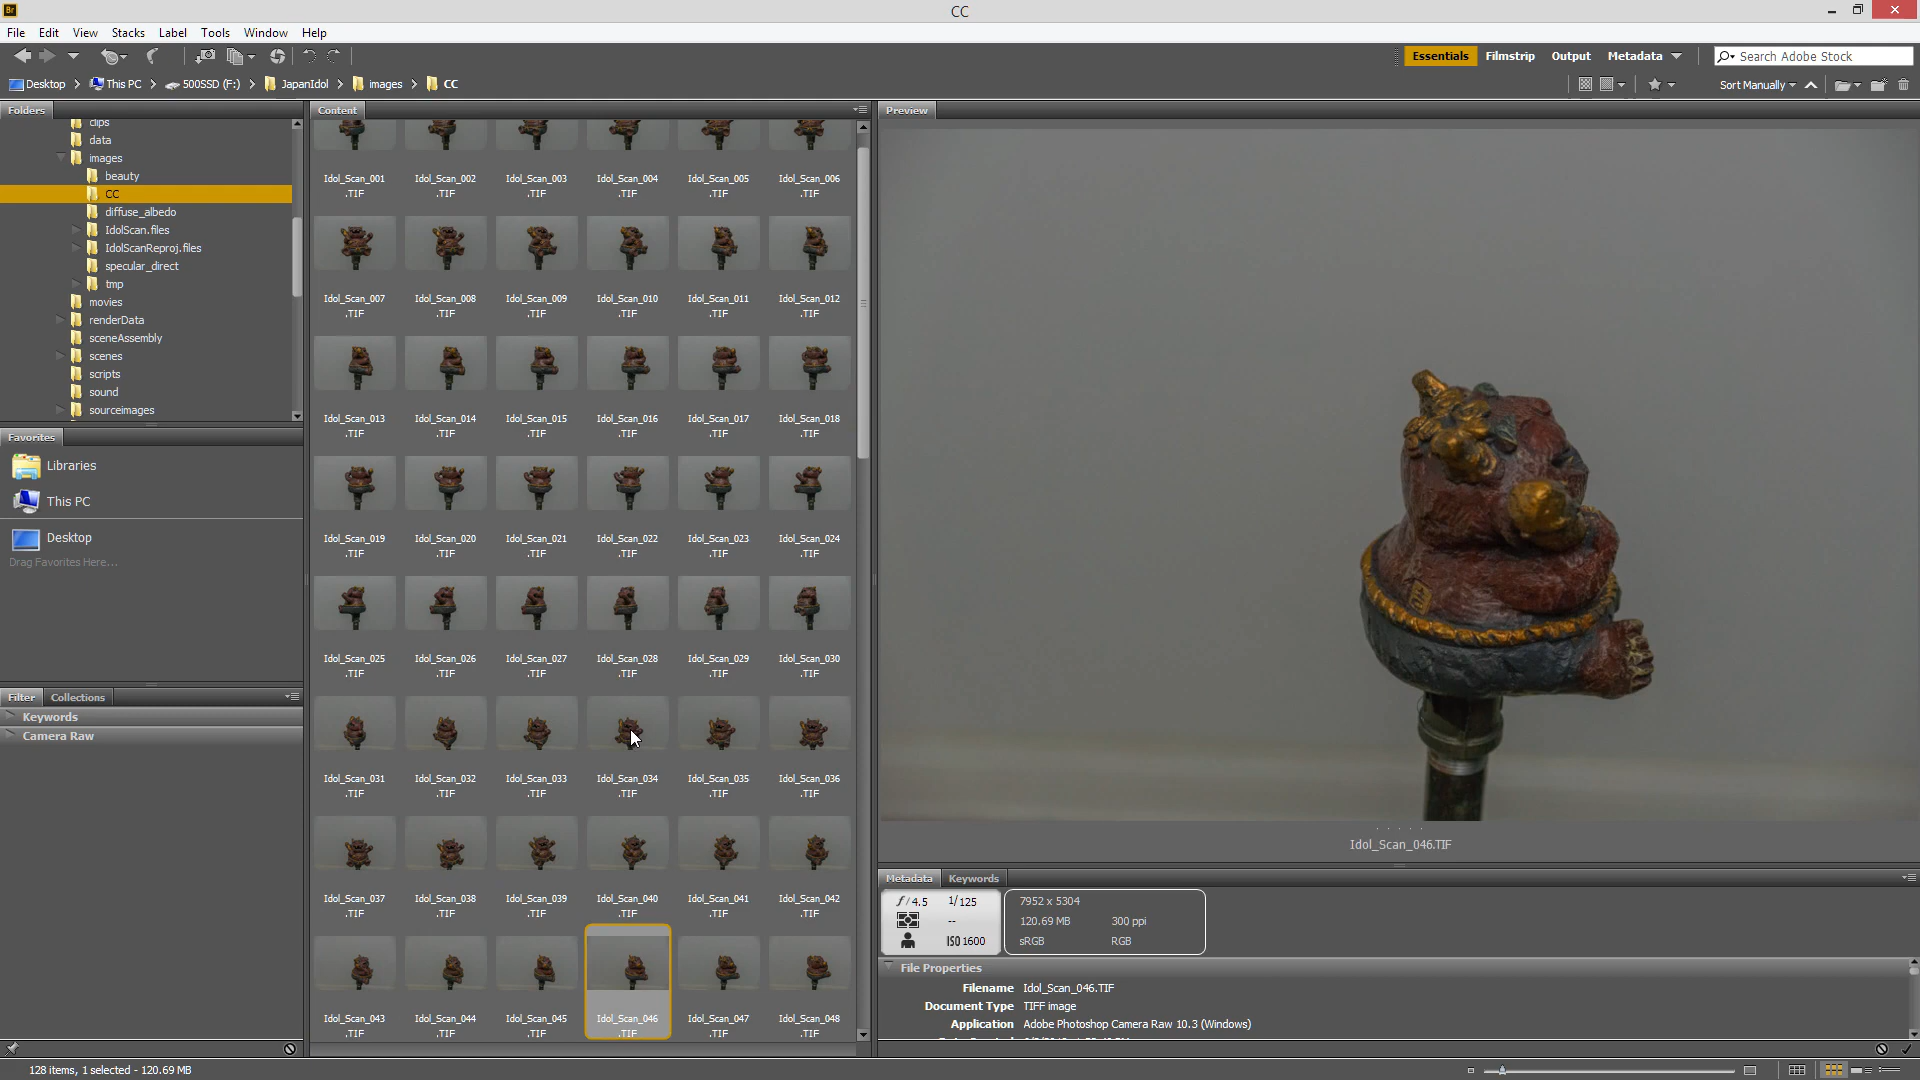 Br
CC
File Edit View Stacks Label Tools Window Help
Essentials Filmstrip Output Metadata Search Adobe Stock
Desktop This PC 500SSD (F:) JapanIdol images CC Sort Manually
Folders
clips
data
images
beauty
CC
diffuse_albedo
IdolScan.files
IdolScanReproj.files
specular_direct
tmp
movies
renderData
sceneAssembly
scenes
scripts
sound
sourceimages
Favorites
Libraries
This PC
Desktop
Drag Favorites Here...
Filter Collections
Keywords
Camera Raw
Content
Idol_Scan_001 Idol_Scan_002 Idol_Scan_003 Idol_Scan_004 Idol_Scan_005 Idol_Scan_006
.TIF .TIF .TIF .TIF .TIF .TIF
Idol_Scan_007 Idol_Scan_008 Idol_Scan_009 Idol_Scan_010 Idol_Scan_011 Idol_Scan_012
.TIF .TIF .TIF .TIF .TIF .TIF
Idol_Scan_013 Idol_Scan_014 Idol_Scan_015 Idol_Scan_016 Idol_Scan_017 Idol_Scan_018
.TIF .TIF .TIF .TIF .TIF .TIF
Idol_Scan_019 Idol_Scan_020 Idol_Scan_021 Idol_Scan_022 Idol_Scan_023 Idol_Scan_024
.TIF .TIF .TIF .TIF .TIF .TIF
Idol_Scan_025 Idol_Scan_026 Idol_Scan_027 Idol_Scan_028 Idol_Scan_029 Idol_Scan_030
.TIF .TIF .TIF .TIF .TIF .TIF
Idol_Scan_031 Idol_Scan_032 Idol_Scan_033 Idol_Scan_034 Idol_Scan_035 Idol_Scan_036
.TIF .TIF .TIF .TIF .TIF .TIF
Idol_Scan_037 Idol_Scan_038 Idol_Scan_039 Idol_Scan_040 Idol_Scan_041 Idol_Scan_042
.TIF .TIF .TIF .TIF .TIF .TIF
Idol_Scan_043 Idol_Scan_044 Idol_Scan_045 Idol_Scan_046 Idol_Scan_047 Idol_Scan_048
.TIF .TIF .TIF .TIF .TIF .TIF
Preview
Idol_Scan_046.TIF
Metadata Keywords
f/4.5 1/125 7952 x 5304
-- 120.69 MB 300 ppi
ISO 1600 sRGB RGB
File Properties
Filename Idol_Scan_046.TIF
Document Type TIFF image
Application Adobe Photoshop Camera Raw 10.3 (Windows)
128 items, 1 selected - 120.69 MB